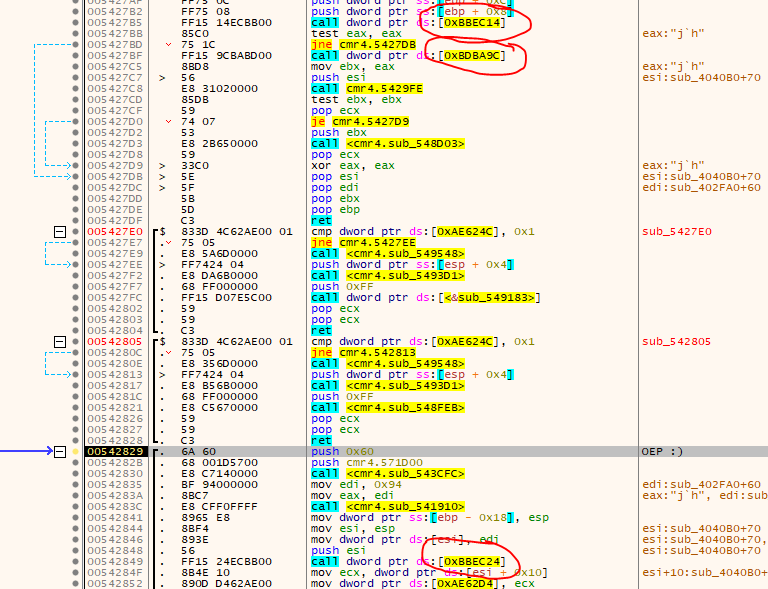 005427AF FF75 0C push dword ptr ss:[ebp + 0xC]
005427B2 FF75 08 push dword ptr ss:[ebp + 0x8]
005427B5 FF15 14ECBB00 call dword ptr ds:[0xBBEC14]
005427BB 85C0 test eax, eax eax:"j`h"
005427BD 75 1C jne cmr4.5427DB
005427BF FF15 9CBABD00 call dword ptr ds:[0xBDBA9C]
005427C5 8BD8 mov ebx, eax eax:"j`h"
005427C7 > 56 push esi esi:sub_4040B0+70
005427C8 E8 31020000 call cmr4.5429FE
005427CD 85DB test ebx, ebx
005427CF 59 pop ecx
005427D0 74 07 je cmr4.5427D9
005427D2 53 push ebx
005427D3 E8 2B650000 call <cmr4.sub_548D03>
005427D8 59 pop ecx
005427D9 > 33C0 xor eax, eax eax:"j`h"
005427DB > 5E pop esi esi:sub_4040B0+70
005427DC > 5F pop edi edi:sub_402FA0+60
005427DD 5B pop ebx
005427DE 5D pop ebp
005427DF C3 ret
005427E0 $ 833D 4C62AE00 01 cmp dword ptr ds:[0xAE624C], 0x1 sub_5427E0
005427E7 . 75 05 jne cmr4.5427EE
005427E9 . E8 5A6D0000 call <cmr4.sub_549548>
005427EE > FF7424 04 push dword ptr ss:[esp + 0x4]
005427F2 . E8 DA6B0000 call <cmr4.sub_5493D1>
005427F7 . 68 FF000000 push 0xFF
005427FC . FF15 D07E5C00 call dword ptr ds:[<&sub_549183>]
00542802 . 59 pop ecx
00542803 . 59 pop ecx
00542804 . C3 ret
00542805 $ 833D 4C62AE00 01 cmp dword ptr ds:[0xAE624C], 0x1 sub_542805
0054280C . 75 05 jne cmr4.542813
0054280E . E8 356D0000 call <cmr4.sub_549548>
00542813 > FF7424 04 push dword ptr ss:[esp + 0x4]
00542817 . E8 B56B0000 call <cmr4.sub_5493D1>
0054281C . 68 FF000000 push 0xFF
00542821 . E8 C5670000 call <cmr4.sub_548FEB>
00542826 . 59 pop ecx
00542827 . 59 pop ecx
00542828 . C3 ret
00542829 . 6A 60 push 0x60 OEP :)
0054282B . 68 001D5700 push cmr4.571D00
00542830 . E8 C7140000 call <cmr4.sub_543CFC>
00542835 . BF 94000000 mov edi, 0x94 edi:sub_402FA0+60
0054283A . 8BC7 mov eax, edi eax:"j`h", edi:sub
0054283C . E8 CFF0FFFF call <cmr4.sub_541910>
00542841 . 8965 E8 mov dword ptr ss:[ebp - 0x18], esp
00542844 . 8BF4 mov esi, esp esi:sub_4040B0+70
00542846 . 893E mov dword ptr ds:[esi], edi esi:sub_4040B0+70,
00542848 . 56 push esi esi:sub_4040B0+70
00542849 . FF15 24ECBB00 call dword ptr ds:[0xBBEC24]
0054284F . 8B4E 10 mov ecx, dword ptr ds:[esi + 0x10] esi+10:sub_4040B
00542852 . 890D D462AE00 mov dword ptr ds:[0xAE62D4], ecx